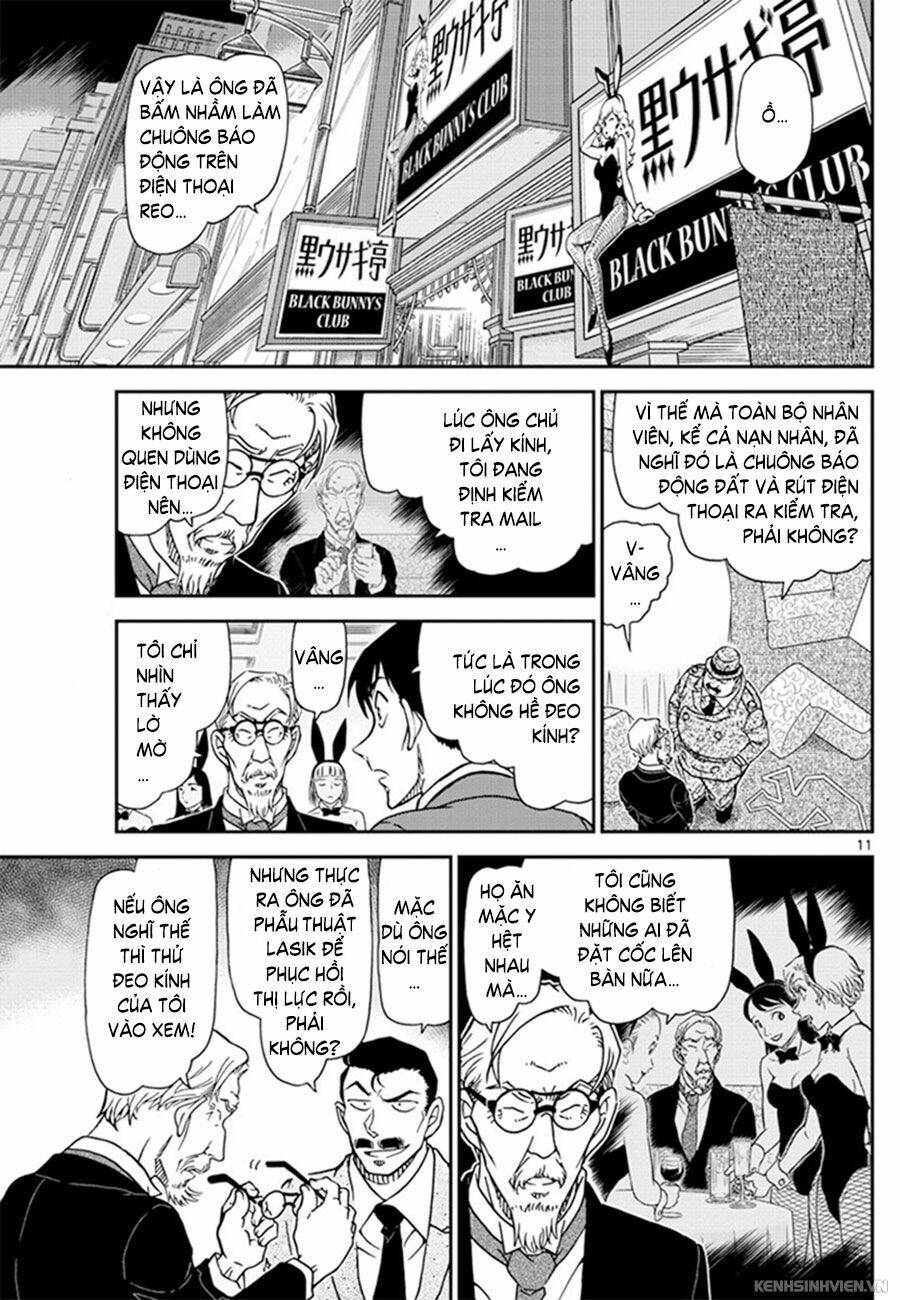 Ồ...
VẬY LÀ ÔNG ĐÃ
BẤM NHẦM LÀM
CHUÔNG BÁO
ĐỘNG TRÊN
ĐIỆN THOẠI
REO...
黒ウサギ亭
BLACK BUNNY'S CLUB
黒ウサギ亭
BLACK BUNNY'S CLUB
黒ウサギ亭
BLACK BUNNY'S
CLUB
黒ウサギ亭
BLACK BUNNY'S
CLUB
VÌ THẾ MÀ TOÀN BỘ NHÂN
VIÊN, KỂ CẢ NẠN NHÂN, ĐÃ
NGHĨ ĐÓ LÀ CHUÔNG BÁO
ĐỘNG ĐẤT VÀ RÚT ĐIỆN
THOẠI RA KIỂM TRA,
PHẢI KHÔNG?
V-
VÂNG
...
LÚC ÔNG CHỦ
ĐI LẤY KÍNH,
TÔI ĐANG
ĐỊNH KIỂM
TRA MAIL
...
NHƯNG
KHÔNG
QUEN DÙNG
ĐIỆN THOẠI
NÊN...
TỨC LÀ TRONG
LÚC ĐÓ ÔNG
KHÔNG HỀ ĐEO
KÍNH?
VÂNG
...
TÔI CHỈ
NHÌN
THẤY
LỜ
MỜ
...
11
TÔI CŨNG
KHÔNG BIẾT
NHỮNG AI ĐÃ
ĐẶT CỐC LÊN
BÀN NỮA...
HỌ ĂN
MẶC Y
HỆT
NHAU
MÀ...
MẶC
DÙ ÔNG
NÓI THẾ
...
NHƯNG THỰC
RA ÔNG ĐÃ
PHẪU THUẬT
LASIK ĐỂ
PHỤC HỒI
THỊ LỰC RỒI,
PHẢI
KHÔNG?
NẾU ÔNG
NGHĨ THẾ
THÌ THỬ
ĐEO KÍNH
CỦA TÔI
VÀO XEM!
KENHSINHVIEN.VN